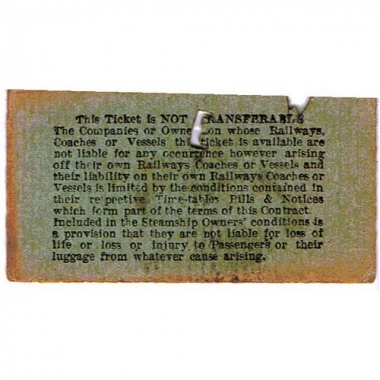 This Ticket is NOT TRANSFERABLE
The Companies or Owne on whose Railways,
Coaches or Vessels this ticket is available are
not liable for any occurrence however arising
off their own Railways Coaches or Vessels and
their liability on their own Railways Coaches or
Vessels is limited by the conditions contained in
their respective Time-tables Bills & Notices
which form part of the terms of this Contract
Included in the Steamship Owners' conditions is
a provision that they are not liable for loss of
life or loss or injury to Passengers or their
luggage from whatever cause arising.